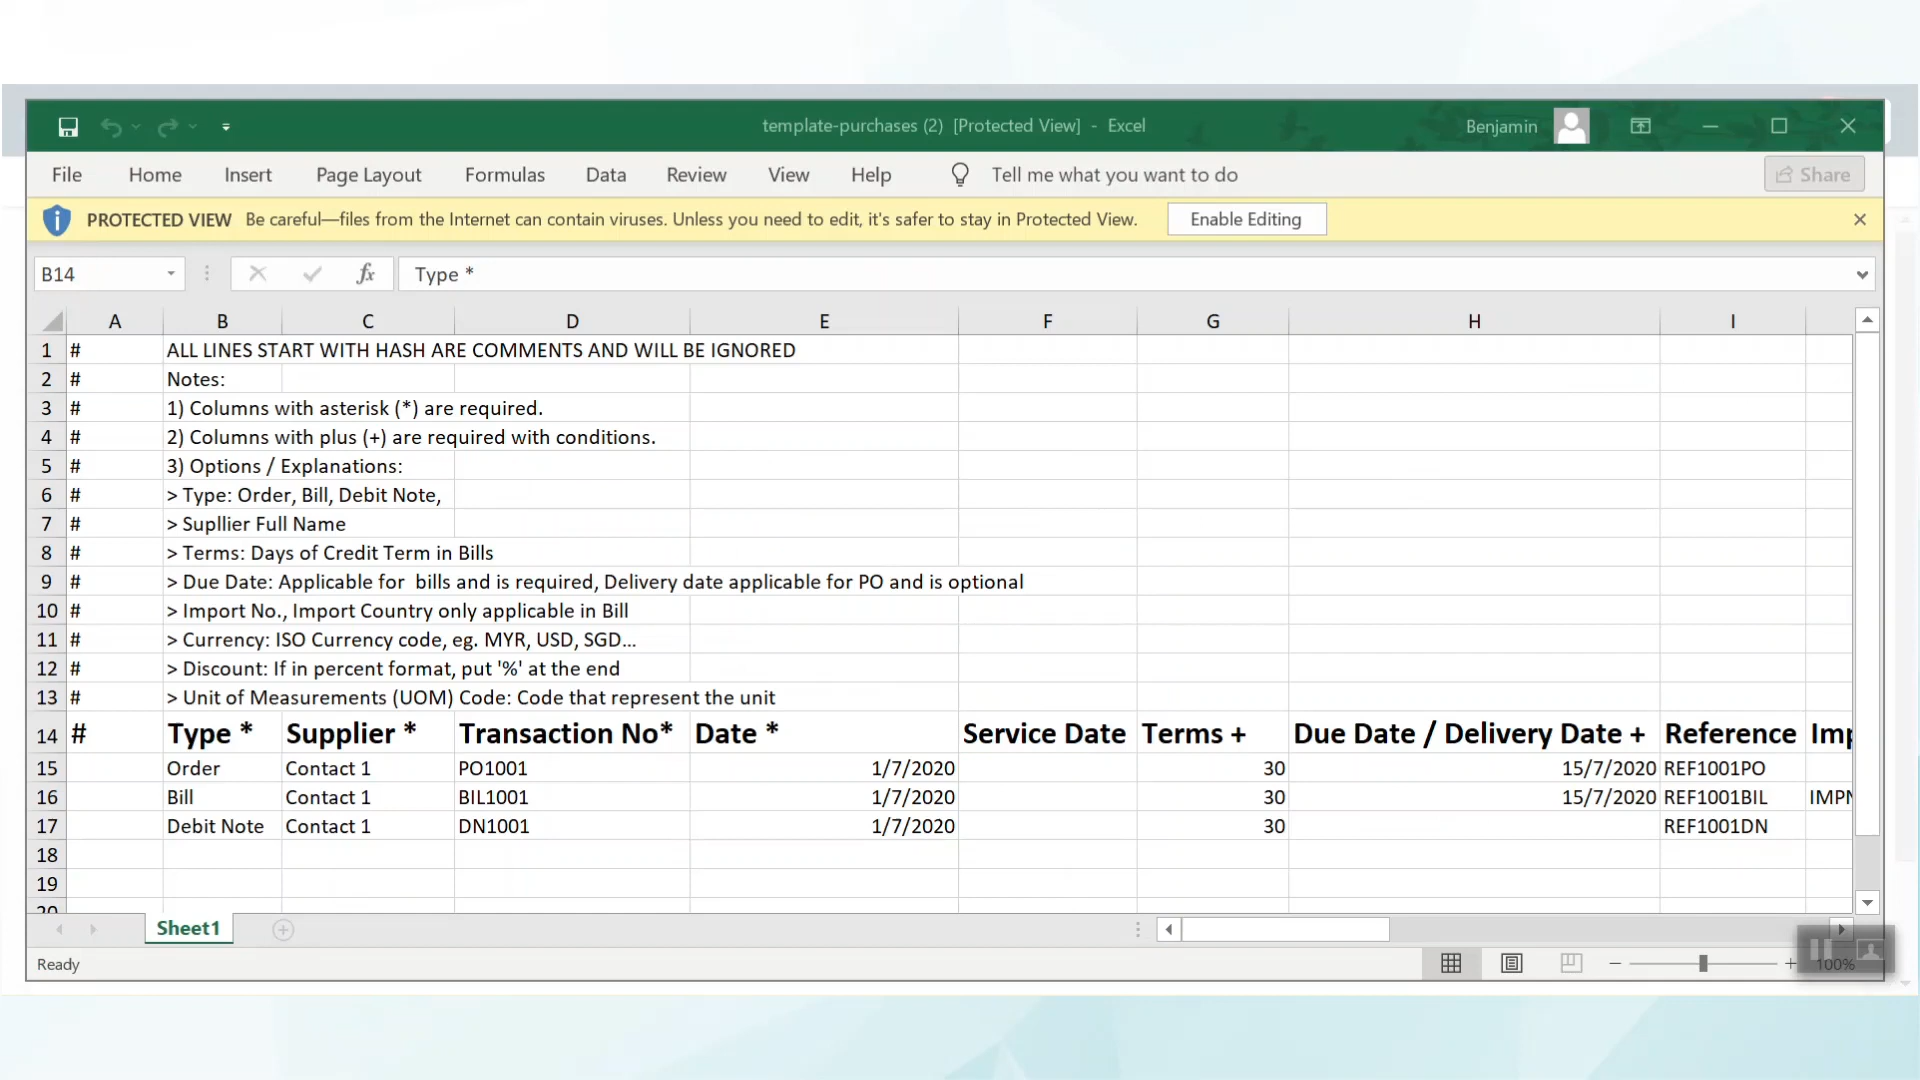 template-purchases (2) [Protected View] - Excel
Benjamin
File Home Insert Page Layout Formulas Data Review View Help Tell me what you want to do Share
PROTECTED VIEW Be careful—files from the Internet can contain viruses. Unless you need to edit, it's safer to stay in Protected View. Enable Editing
B14 fx Type *
A B C D E F G H I
1 # ALL LINES START WITH HASH ARE COMMENTS AND WILL BE IGNORED
2 # Notes:
3 # 1) Columns with asterisk (*) are required.
4 # 2) Columns with plus (+) are required with conditions.
5 # 3) Options / Explanations:
6 # > Type: Order, Bill, Debit Note,
7 # > Supllier Full Name
8 # > Terms: Days of Credit Term in Bills
9 # > Due Date: Applicable for  bills and is required, Delivery date applicable for PO and is optional
10 # > Import No., Import Country only applicable in Bill
11 # > Currency: ISO Currency code, eg. MYR, USD, SGD...
12 # > Discount: If in percent format, put '%' at the end
13 # > Unit of Measurements (UOM) Code: Code that represent the unit
14 # Type * Supplier * Transaction No* Date * Service Date Terms + Due Date / Delivery Date + Reference Imp
15 Order Contact 1 PO1001 1/7/2020 30 15/7/2020 REF1001PO
16 Bill Contact 1 BIL1001 1/7/2020 30 15/7/2020 REF1001BIL IMPN
17 Debit Note Contact 1 DN1001 1/7/2020 30 REF1001DN
18
19
20
Sheet1
Ready 100%